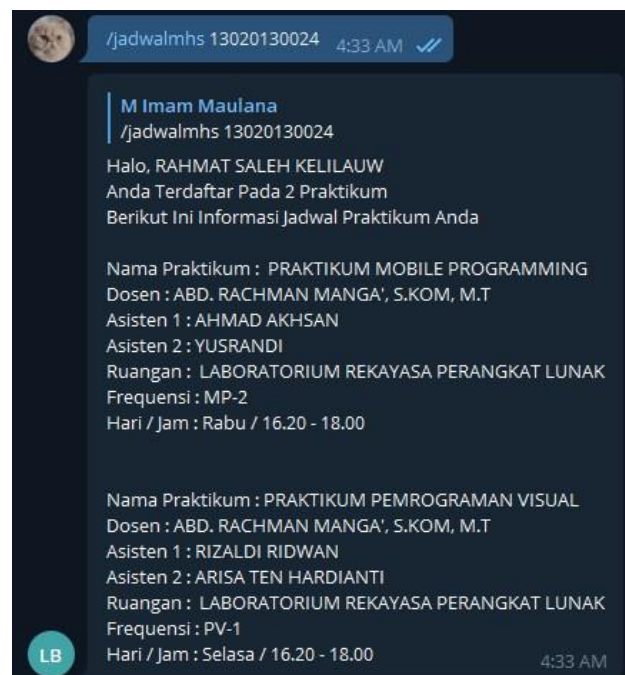 /jadwalmhs 13020130024 4:33 AM
M Imam Maulana
/jadwalmhs 13020130024
Halo, RAHMAT SALEH KELILAUW
Anda Terdaftar Pada 2 Praktikum
Berikut Ini Informasi Jadwal Praktikum Anda
Nama Praktikum : PRAKTIKUM MOBILE PROGRAMMING
Dosen : ABD. RACHMAN MANGA', S.KOM, M.T
Asisten 1 : AHMAD AKHSAN
Asisten 2 : YUSRANDI
Ruangan : LABORATORIUM REKAYASA PERANGKAT LUNAK
Frequensi : MP-2
Hari / Jam : Rabu / 16.20 - 18.00
Nama Praktikum : PRAKTIKUM PEMROGRAMAN VISUAL
Dosen : ABD. RACHMAN MANGA', S.KOM, M.T
Asisten 1 : RIZALDI RIDWAN
Asisten 2 : ARISA TEN HARDIANTI
Ruangan : LABORATORIUM REKAYASA PERANGKAT LUNAK
Frequensi : PV-1
LB
Hari / Jam : Selasa / 16.20 - 18.00 4:33 AM